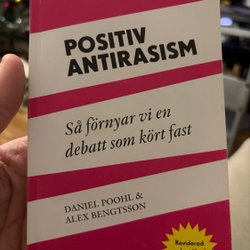 POSITIV
ANTIRASISM
Så förnyar vi en
debatt som kört fast
DANIEL POOHL &
ALEX BENGTSSON
Reviderad